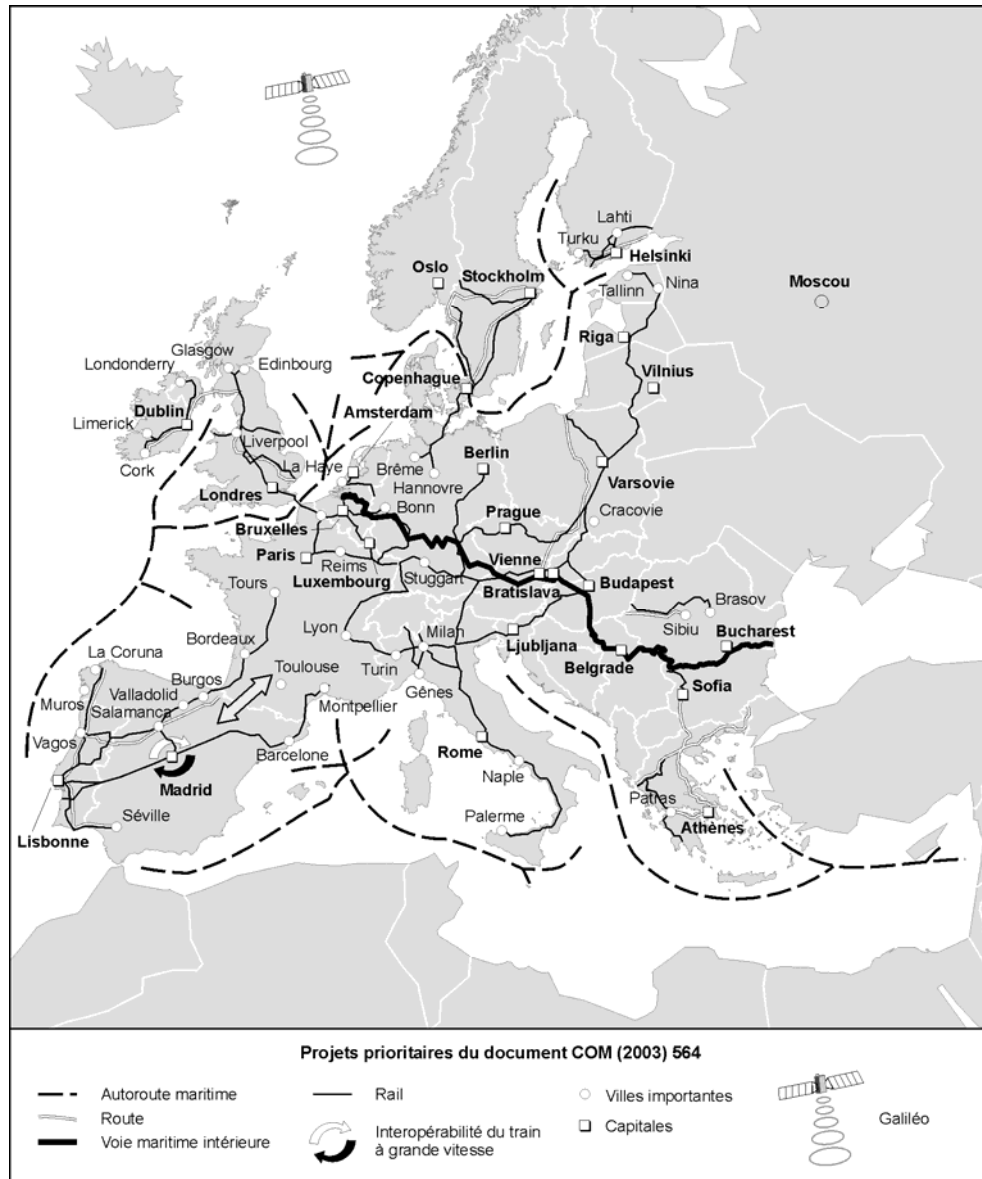 Lahti
Turku
Helsinki
Oslo
Stockholm
Tallinn
Nina
Moscou
Riga
Glasgow
Londonderry
Edinbourg
Vilnius
Copenhague
Dublin
Amsterdam
Limerick
Liverpool
Cork
La Haye
Brême
Berlin
Hannovre
Varsovie
Londres
Bonn
Prague
Cracovie
Bruxelles
Paris
Reims
Vienne
Luxembourg
Stuggart
Bratislava
Budapest
Tours
Brasov
Sibiu
Lyon
Milan
Ljubljana
Bucharest
Bordeaux
Turin
Belgrade
La Coruna
Toulouse
Sofia
Burgos
Gênes
Muros
Valladolid
Salamanca
Montpellier
Vagos
Barcelone
Rome
Madrid
Naple
Patras
Séville
Palerme
Athènes
Lisbonne
Projets prioritaires du document COM (2003) 564
Autoroute maritime
Route
Voie maritime intérieure
Rail
Interopérabilité du train
à grande vitesse
Villes importantes
Capitales
Galiléo